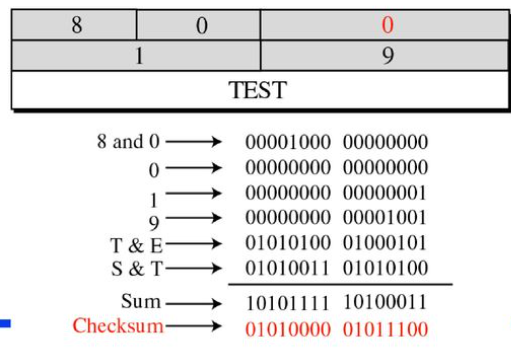 8 0 0
1 9
TEST
8 and 0 → 00001000 00000000
0 → 00000000 00000000
1 → 00000000 00000001
9 → 00000000 00001001
T & E → 01010100 01000101
S & T → 01010011 01010100
Sum → 10101111 10100011
Checksum → 01010000 01011100